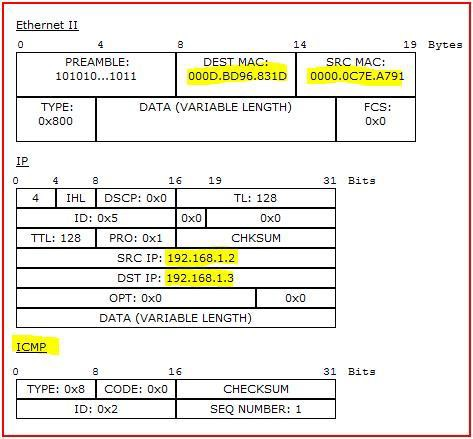 Ethernet II
0 4 8 14 19 Bytes
PREAMBLE: DEST MAC: SRC MAC:
101010...1011 000D.BD96.831D 0000.0C7E.A791
TYPE: DATA (VARIABLE LENGTH) FCS:
0x800 0x0
IP
0 4 8 16 19 31 Bits
4 IHL DSCP: 0x0 TL: 128
ID: 0x5 0x0 0x0
TTL: 128 PRO: 0x1 CHKSUM
SRC IP: 192.168.1.2
DST IP: 192.168.1.3
OPT: 0x0 0x0
DATA (VARIABLE LENGTH)
ICMP
0 8 16 31 Bits
TYPE: 0x8 CODE: 0x0 CHECKSUM
ID: 0x2 SEQ NUMBER: 1